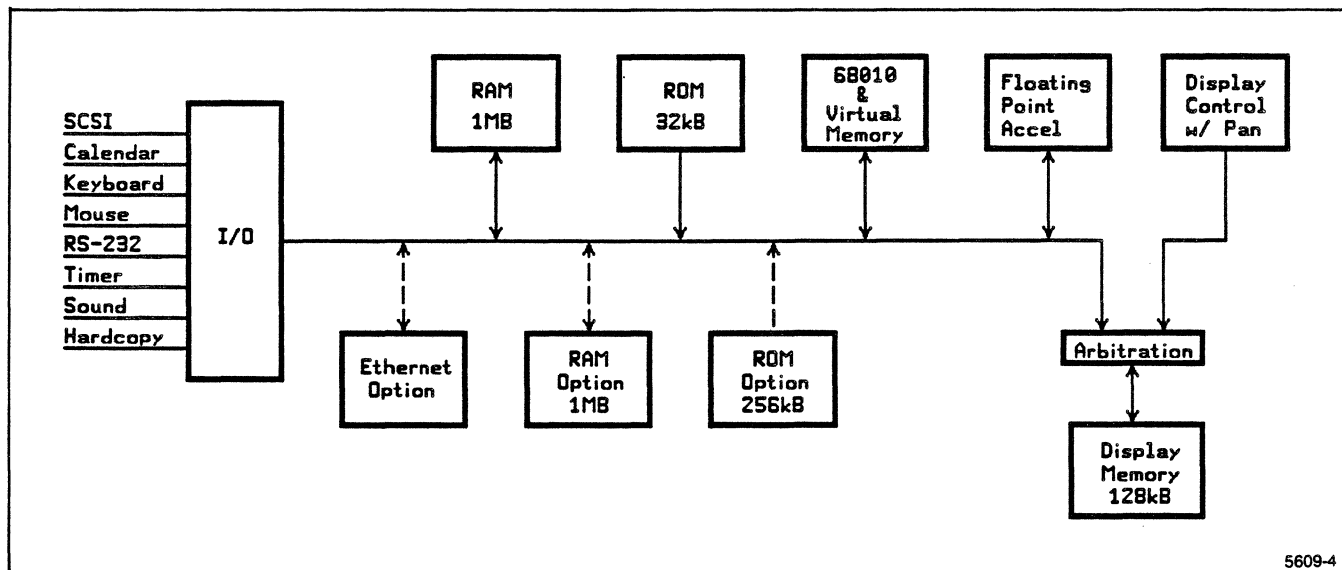 SCSI
Calendar
Keyboard
Mouse
RS-232
Timer
Sound
Hardcopy
I/O
RAM
1MB
ROM
32kB
68010
&
Virtual
Memory
Floating
Point
Accel
Display
Control
w/ Pan
Ethernet
Option
RAM
Option
1MB
ROM
Option
256kB
Arbitration
Display
Memory
128kB
5609-4